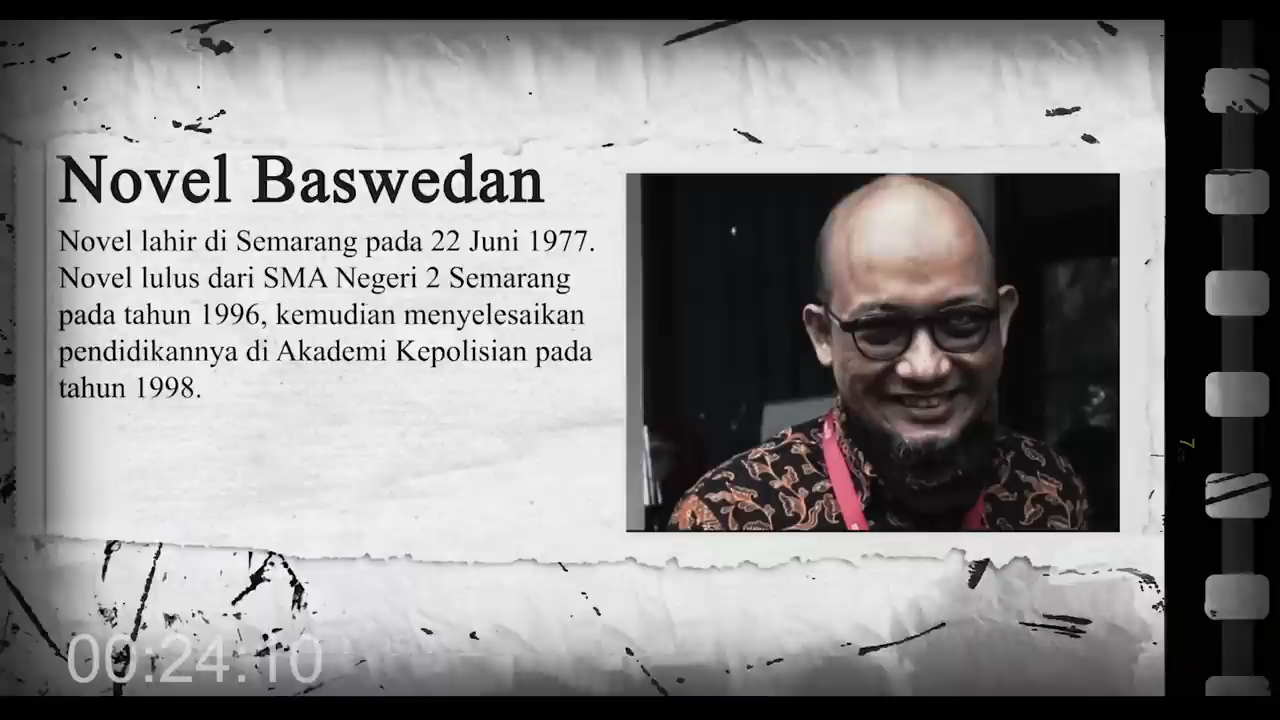 Novel Baswedan
Novel lahir di Semarang pada 22 Juni 1977.
Novel lulus dari SMA Negeri 2 Semarang
pada tahun 1996, kemudian menyelesaikan
pendidikannya di Akademi Kepolisian pada
tahun 1998.
7
00:24:10